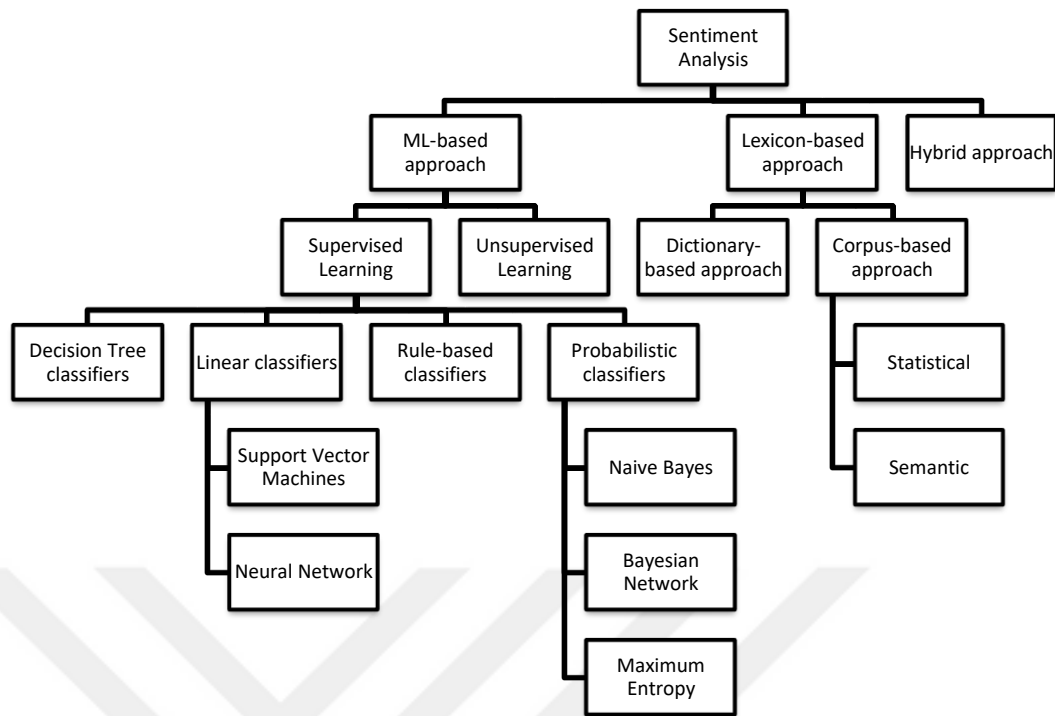 Sentiment
Analysis
ML-based
approach
Lexicon-based
approach
Hybrid approach
Supervised
Learning
Unsupervised
Learning
Dictionary-
based approach
Corpus-based
approach
Decision Tree
classifiers
Linear classifiers
Rule-based
classifiers
Probabilistic
classifiers
Statistical
Support Vector
Machines
Naive Bayes
Semantic
Neural Network
Bayesian
Network
Maximum
Entropy